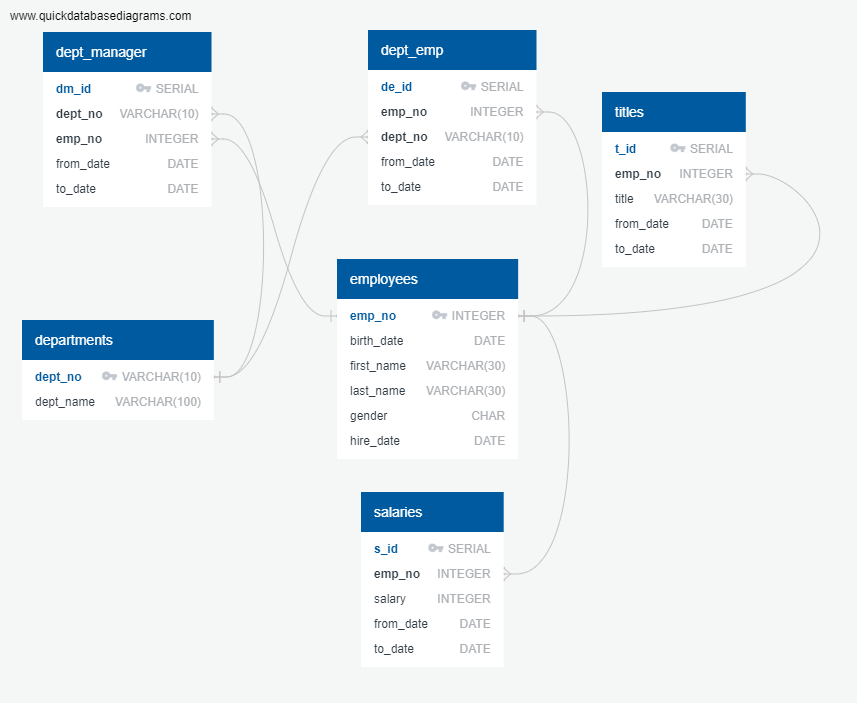 www.quickdatabasediagrams.com
dept_manager
dm_id SERIAL
dept_no VARCHAR(10)
emp_no INTEGER
from_date DATE
to_date DATE
dept_emp
de_id SERIAL
emp_no INTEGER
dept_no VARCHAR(10)
from_date DATE
to_date DATE
titles
t_id SERIAL
emp_no INTEGER
title VARCHAR(30)
from_date DATE
to_date DATE
employees
emp_no INTEGER
birth_date DATE
first_name VARCHAR(30)
last_name VARCHAR(30)
gender CHAR
hire_date DATE
departments
dept_no VARCHAR(10)
dept_name VARCHAR(100)
salaries
s_id SERIAL
emp_no INTEGER
salary INTEGER
from_date DATE
to_date DATE